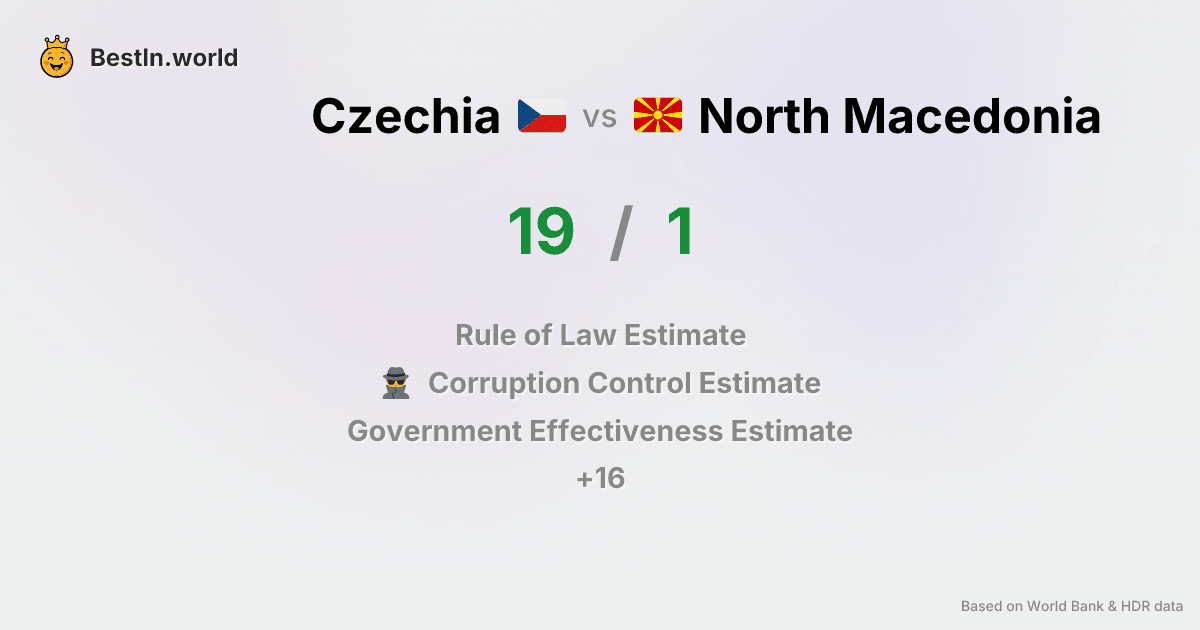 BestIn.world
Czechia vs North Macedonia
19 / 1
Rule of Law Estimate
Corruption Control Estimate
Government Effectiveness Estimate
+16
Based on World Bank & HDR data